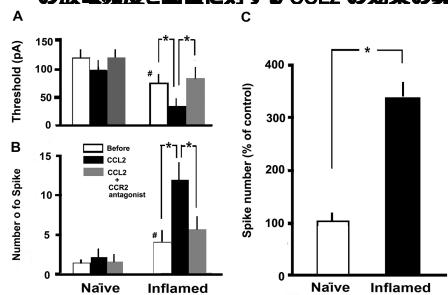 A
Threshold (pA)
150
100
50
0
* *
#
B
Number o fo Spike
15
10
5
0
Before
CCL2
CCL2
+
CCR2
antagonist
* *
#
Naïve Inflamed
C
Spike number (% of control)
400
300
200
100
0
*
Naïve Inflamed